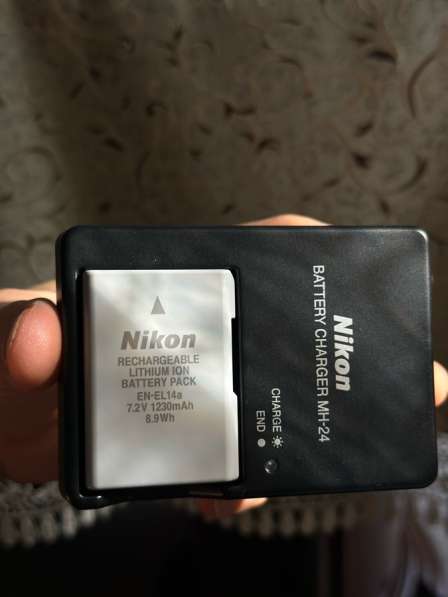 Nikon
RECHARGEABLE
LITHIUM ION
BATTERY PACK
EN-EL14a
7.2V 1230mAh
8.9Wh
Nikon
BATTERY CHARGER MH-24
CHARGE
END